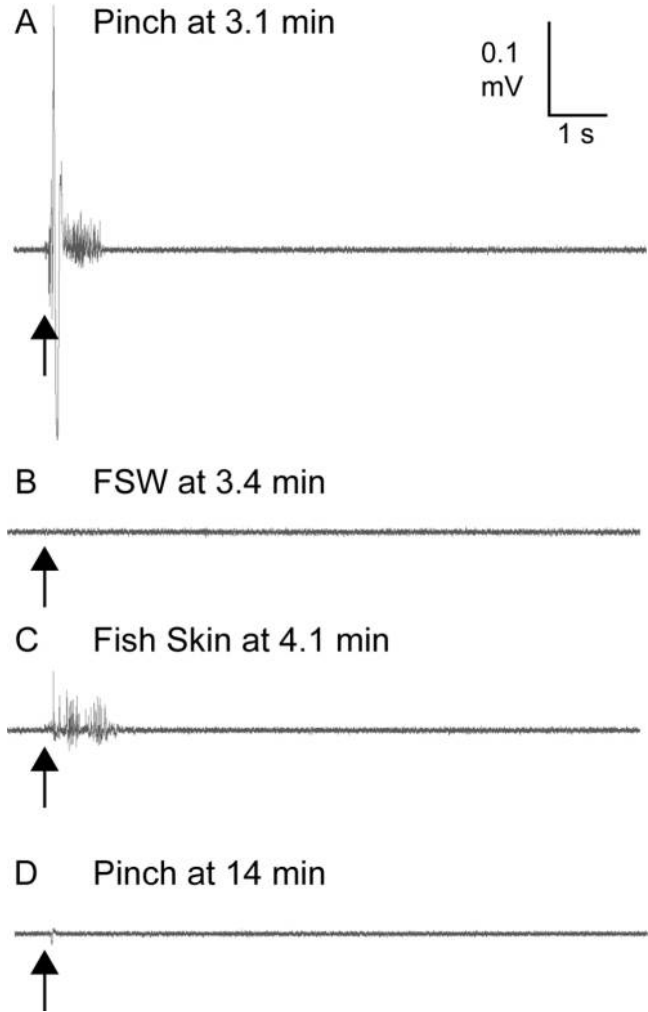 A Pinch at 3.1 min
0.1
mV
1 s
B FSW at 3.4 min
C Fish Skin at 4.1 min
D Pinch at 14 min